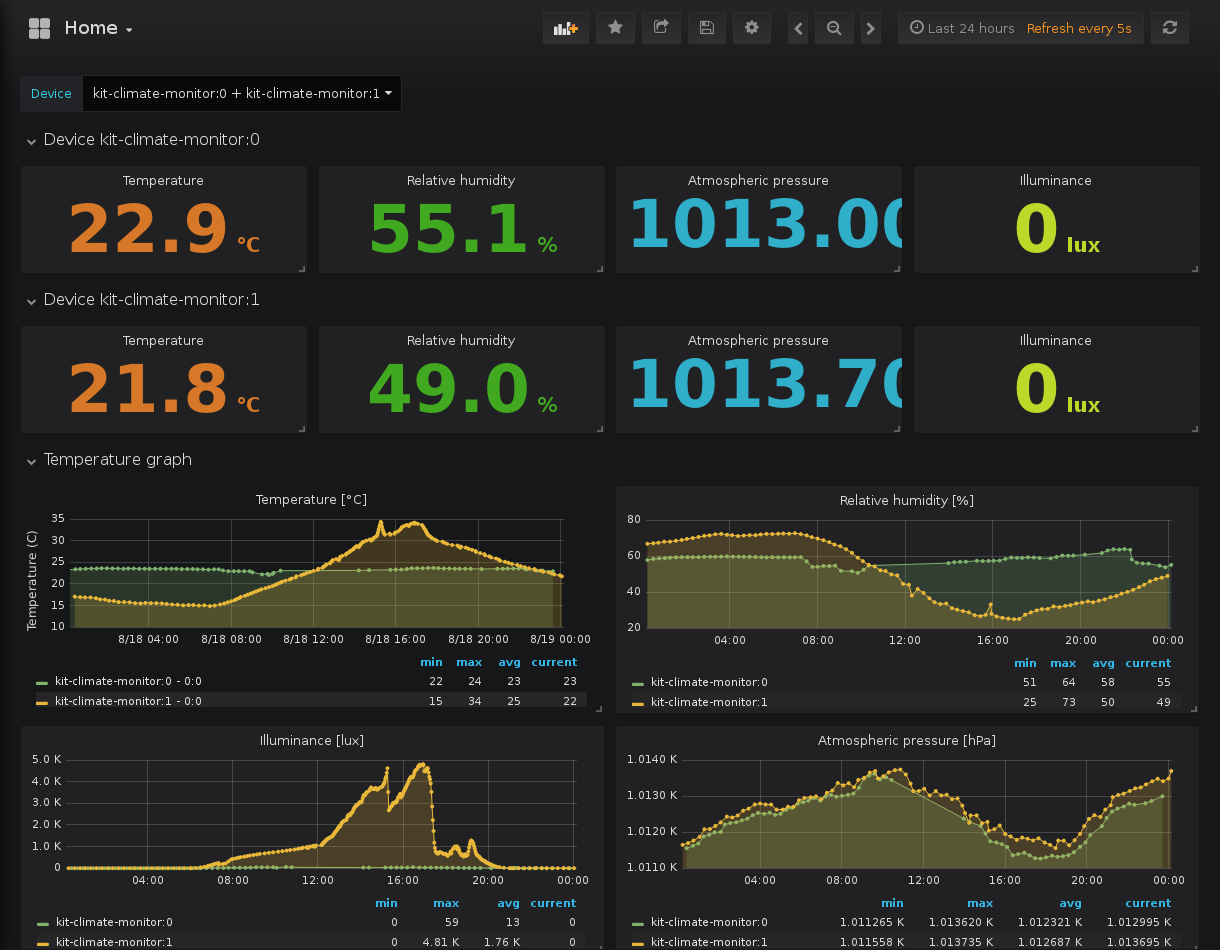 Home
Last 24 hours Refresh every 5s
Device kit-climate-monitor:0 + kit-climate-monitor:1
Device kit-climate-monitor:0
Temperature Relative humidity Atmospheric pressure Illuminance
22.9 °C 55.1 % 1013.00 0 lux
Device kit-climate-monitor:1
Temperature Relative humidity Atmospheric pressure Illuminance
21.8 °C 49.0 % 1013.70 0 lux
Temperature graph
Temperature [°C]
Temperature (C)
35
30
25
20
15
10
8/18 04:00 8/18 08:00 8/18 12:00 8/18 16:00 8/18 20:00 8/19 00:00
min max avg current
kit-climate-monitor:0 - 0:0 22 24 23 23
kit-climate-monitor:1 - 0:0 15 34 25 22
Relative humidity [%]
80
60
40
20
04:00 08:00 12:00 16:00 20:00 00:00
min max avg current
kit-climate-monitor:0 51 64 58 55
kit-climate-monitor:1 25 73 50 49
Illuminance [lux]
5.0 K
4.0 K
3.0 K
2.0 K
1.0 K
0
04:00 08:00 12:00 16:00 20:00 00:00
min max avg current
kit-climate-monitor:0 0 59 13 0
kit-climate-monitor:1 0 4.81 K 1.76 K 0
Atmospheric pressure [hPa]
1.0140 K
1.0130 K
1.0120 K
1.0110 K
04:00 08:00 12:00 16:00 20:00 00:00
min max avg current
kit-climate-monitor:0 1.011265 K 1.013620 K 1.012321 K 1.012995 K
kit-climate-monitor:1 1.011558 K 1.013735 K 1.012687 K 1.013695 K